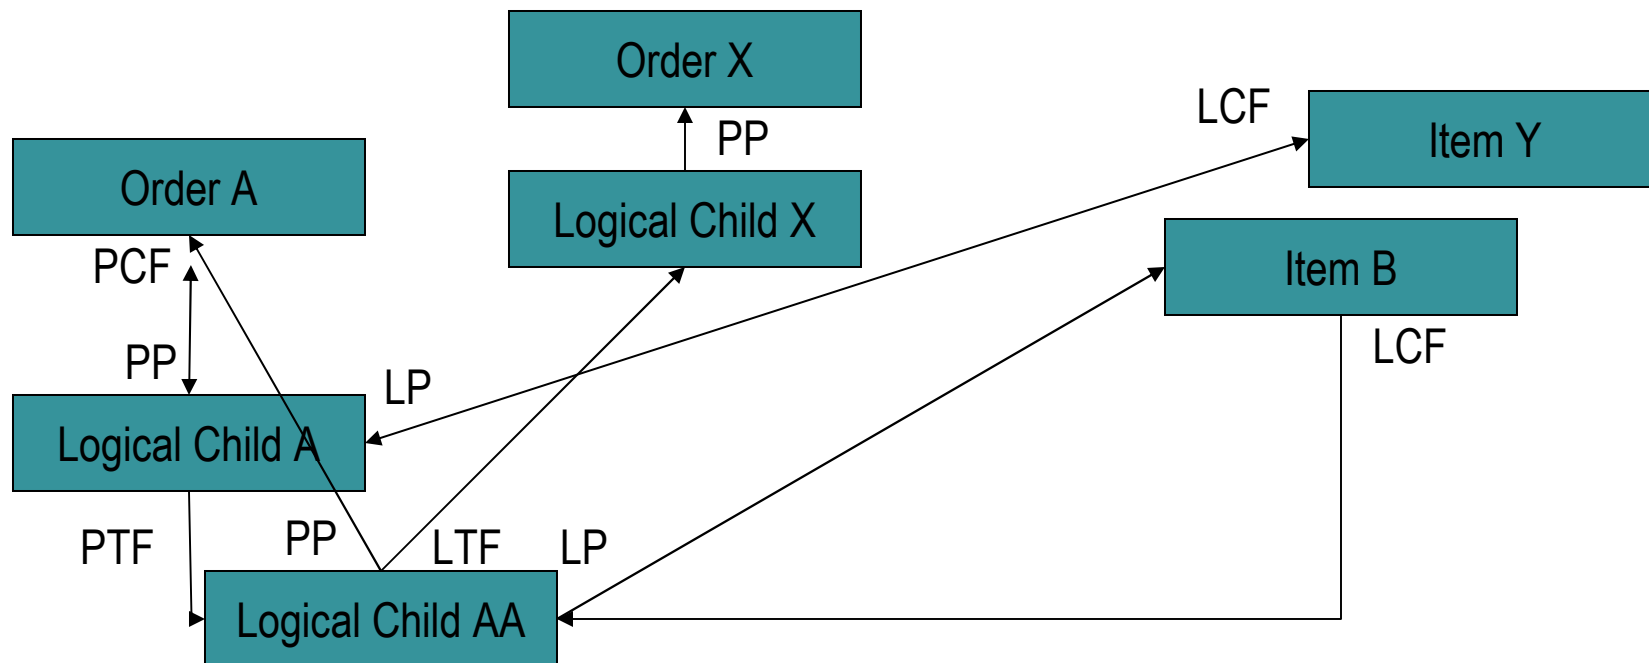 Order X
LCF
PP
Item Y
Order A
Logical Child X
PCF
Item B
PP
LP
LCF
Logical Child A
PTF
PP
LTF
LP
Logical Child AA